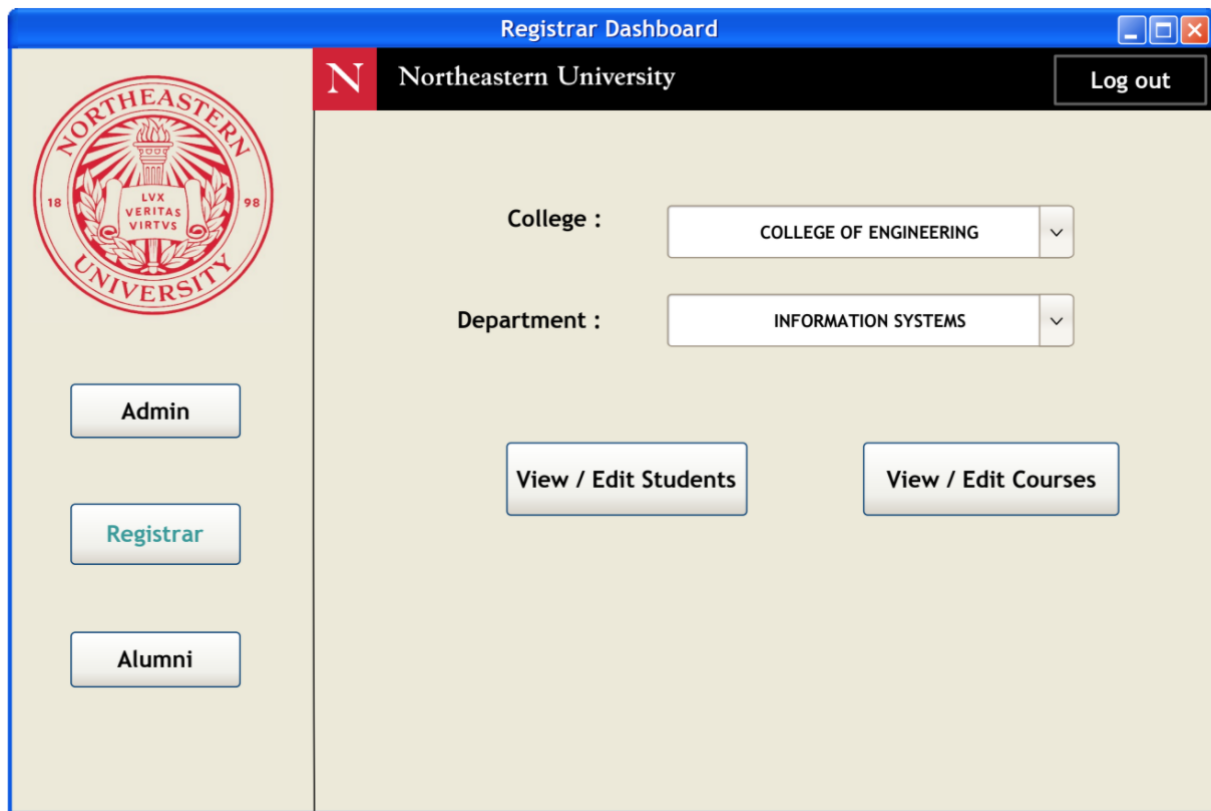 Registrar Dashboard
NORTHEASTERN UNIVERSITY
18 98
LVX
VERITAS
VIRTVS
N Northeastern University
Log out
College :
COLLEGE OF ENGINEERING
Department :
INFORMATION SYSTEMS
Admin
Registrar
Alumni
View / Edit Students
View / Edit Courses